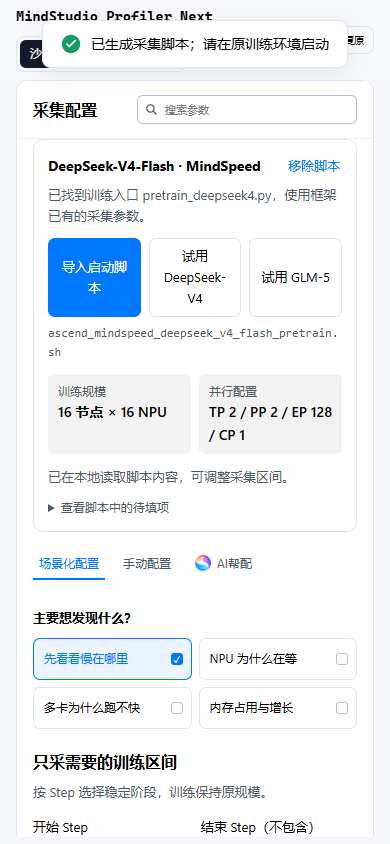 MindStudio Profiler Next
已生成采集脚本；请在原训练环境启动
沙
复原
采集配置
搜索参数
DeepSeek-V4-Flash · MindSpeed
移除脚本
已找到训练入口 pretrain_deepseek4.py，使用框架
已有的采集参数。
导入启动脚
本
试用
DeepSeek-
V4
试用 GLM-5
ascend_mindspeed_deepseek_v4_flash_pretrain.
sh
训练规模
16 节点 × 16 NPU
并行配置
TP 2 / PP 2 / EP 128
/ CP 1
已在本地读取脚本内容，可调整采集区间。
查看脚本中的待填项
场景化配置
手动配置
AI帮配
主要想发现什么？
先看看慢在哪里
NPU 为什么在等
多卡为什么跑不快
内存占用与增长
只采需要的训练区间
按 Step 选择稳定阶段，训练保持原规模。
开始 Step
结束 Step（不包含）